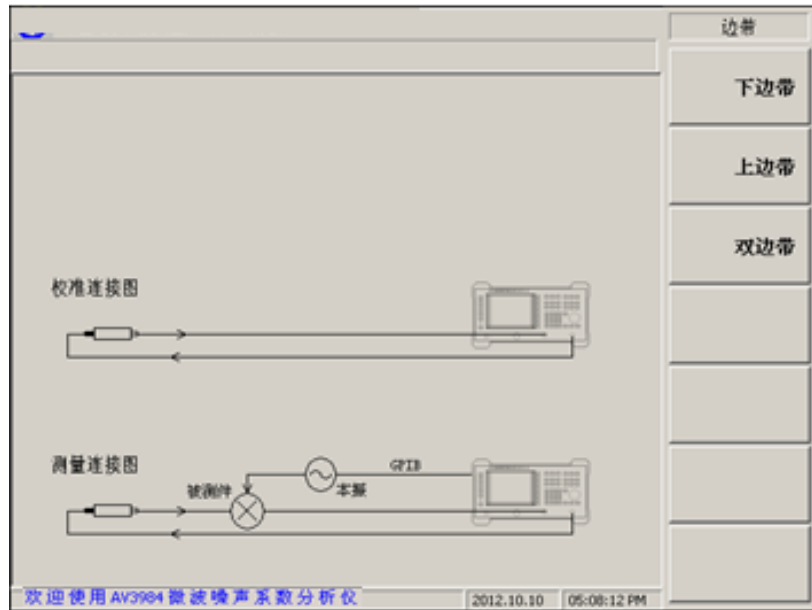 边带
下边带
上边带
双边带
校准连接图
测量连接图
GPIB
被测件
本振
欢迎使用AV3984微波噪声系数分析仪
2012.10.10
05:08:12 PM